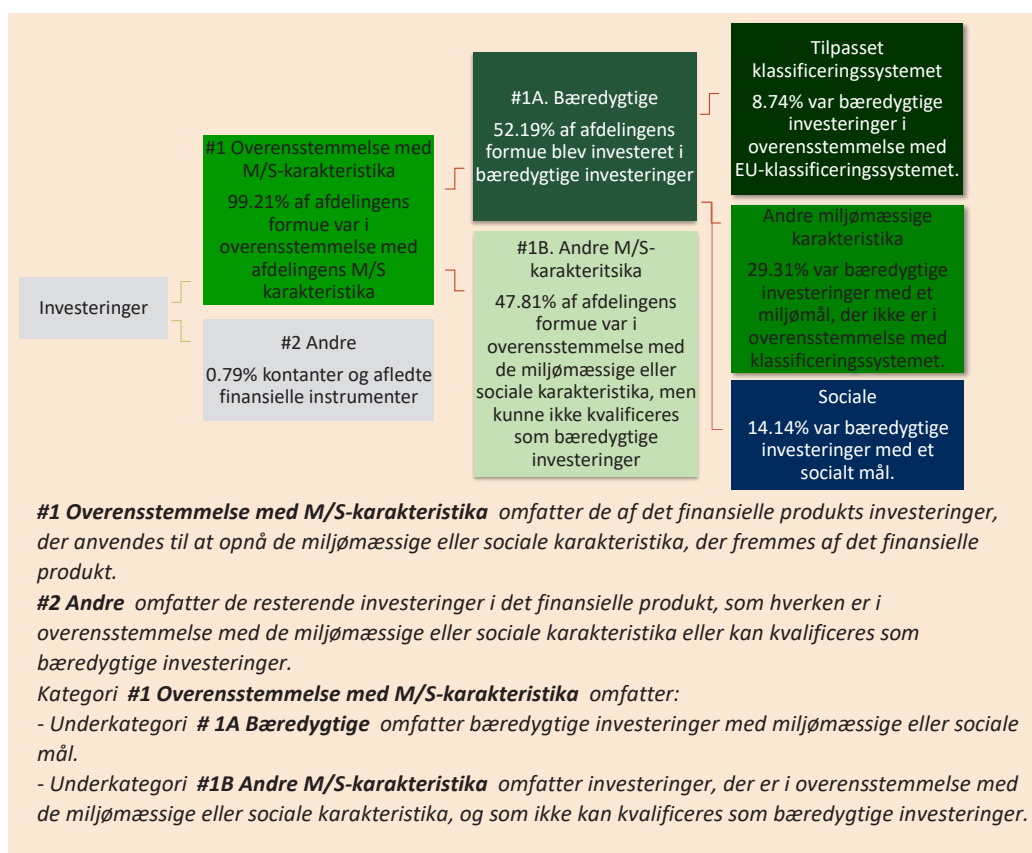 Investeringer
#1 Overensstemmelse med
M/S-karakteristika
99.21% af afdelingens
formue var i
overensstemmelse med
afdelingens M/S
karakteristika
#2 Andre
0.79% kontanter og afledte
finansielle instrumenter
#1A. Bæredygtige
52.19% af afdelingens
formue blev investeret i
bæredygtige investeringer
#1B. Andre M/S-
karakteritsika
47.81% af afdelingens
formue var i
overensstemmelse med
de miljømæssige eller
sociale karakteristika, men
kunne ikke kvalificeres
som bæredygtige
investeringer
Tilpasset
klassificeringssystemet
8.74% var bæredygtige
investeringer i
overensstemmelse med
EU-klassificeringssystemet.
Andre miljømæssige
karakteristika
29.31% var bæredygtige
investeringer med et
miljømål, der ikke er i
overensstemmelse med
klassificeringssystemet.
Sociale
14.14% var bæredygtige
investeringer med et
socialt mål.
#1 Overensstemmelse med M/S-karakteristika omfatter de af det finansielle produkts investeringer,
der anvendes til at opnå de miljømæssige eller sociale karakteristika, der fremmes af det finansielle
produkt.
#2 Andre omfatter de resterende investeringer i det finansielle produkt, som hverken er i
overensstemmelse med de miljømæssige eller sociale karakteristika eller kan kvalificeres som
bæredygtige investeringer.
Kategori #1 Overensstemmelse med M/S-karakteristika omfatter:
- Underkategori # 1A Bæredygtige omfatter bæredygtige investeringer med miljømæssige eller sociale
mål.
- Underkategori #1B Andre M/S-karakteristika omfatter investeringer, der er i overensstemmelse med
de miljømæssige eller sociale karakteristika, og som ikke kan kvalificeres som bæredygtige investeringer.